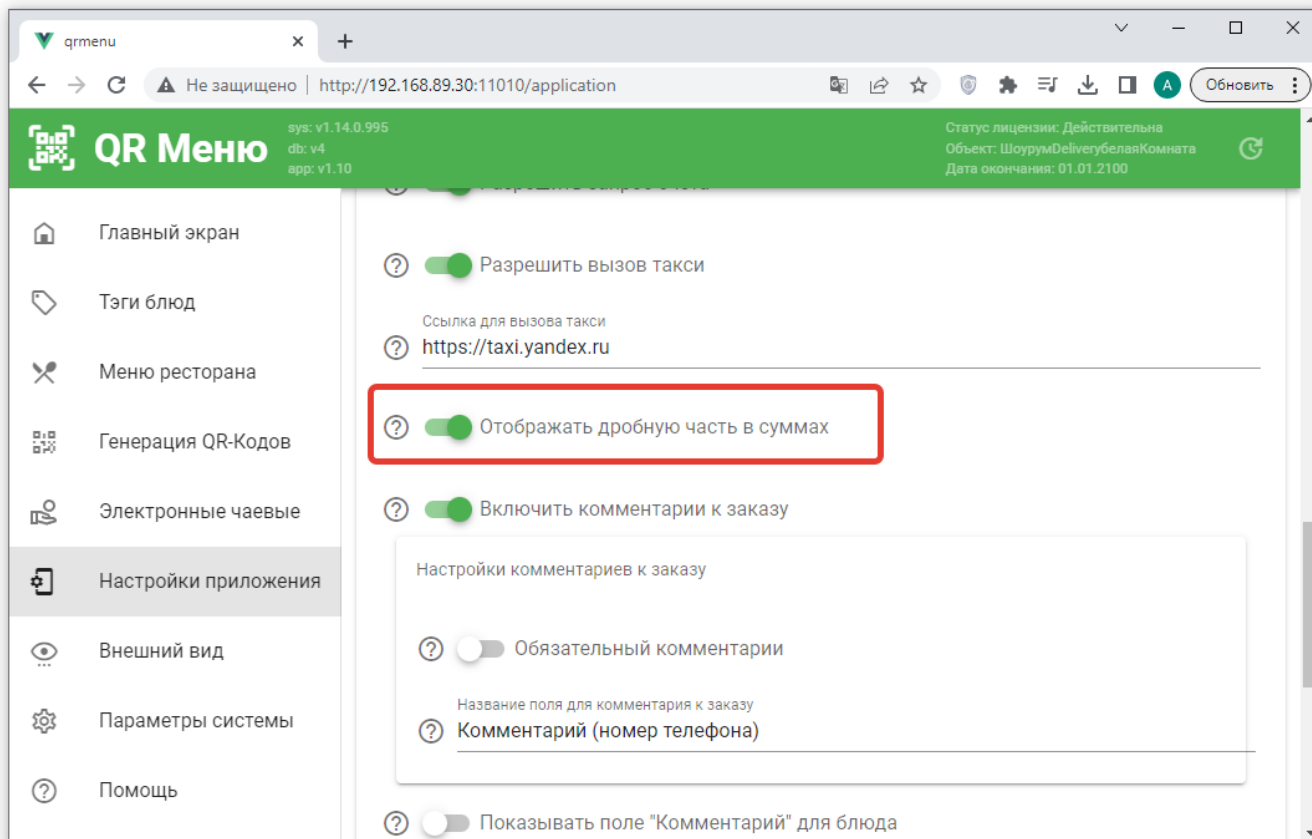 qrmenu
Не защищено http://192.168.89.30:11010/application
A
Обновить
QR Меню
sys: v1.14.0.995
db: v4
app: v1.10
Статус лицензии: Действительна
Объект: ШоурумDeliveryбелаяКомната
Дата окончания: 01.01.2100
Главный экран
Тэги блюд
Меню ресторана
Генерация QR-Кодов
Электронные чаевые
Настройки приложения
Внешний вид
Параметры системы
Помощь
Разрешить вызов такси
Ссылка для вызова такси
https://taxi.yandex.ru
Отображать дробную часть в суммах
Включить комментарии к заказу
Настройки комментариев к заказу
Обязательный комментарии
Название поля для комментария к заказу
Комментарий (номер телефона)
Показывать поле "Комментарий" для блюда